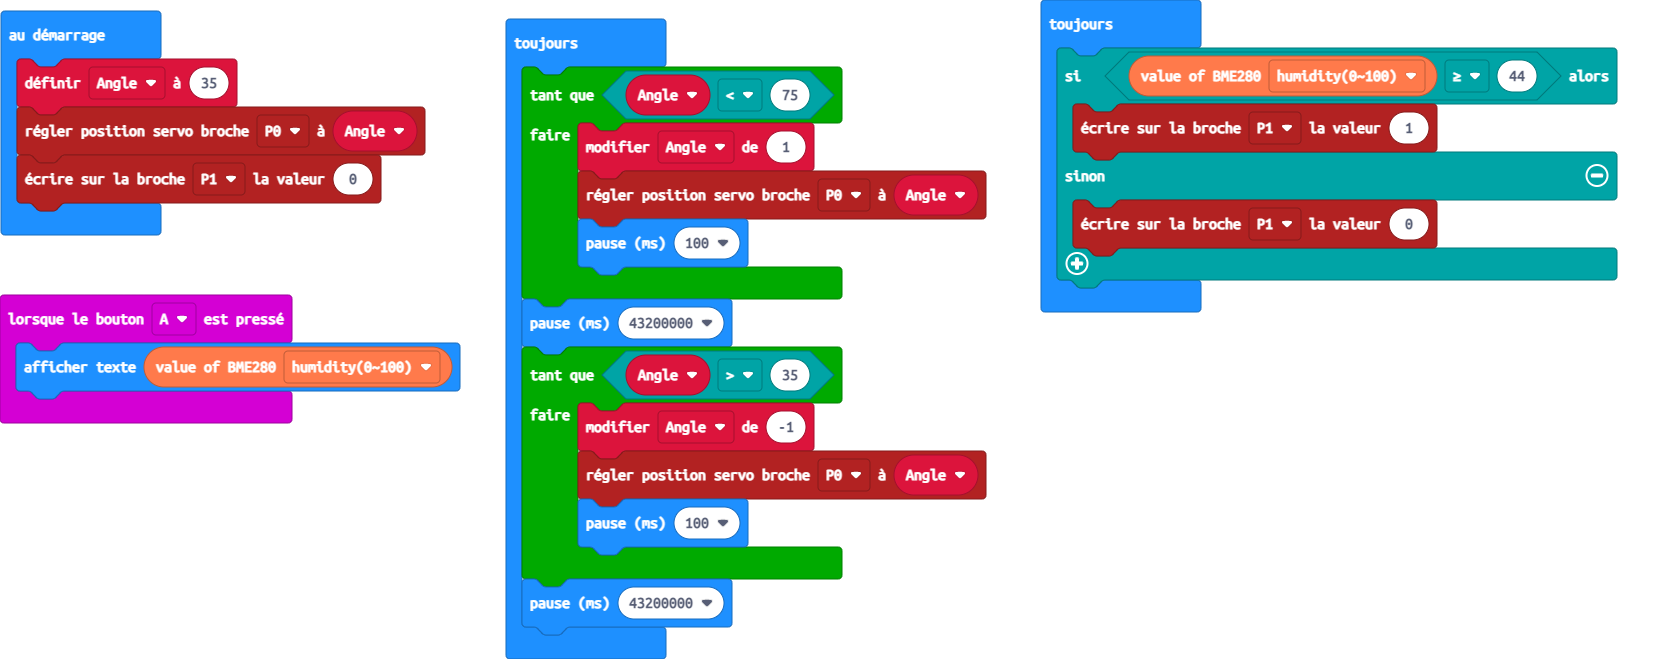 au démarrage
définir Angle à 35
régler position servo broche P0 à Angle
écrire sur la broche P1 la valeur 0
lorsque le bouton A est pressé
afficher texte value of BME280 humidity(0~100)
toujours
tant que Angle < 75
faire
modifier Angle de 1
régler position servo broche P0 à Angle
pause (ms) 100
pause (ms) 43200000
tant que Angle > 35
faire
modifier Angle de -1
régler position servo broche P0 à Angle
pause (ms) 100
pause (ms) 43200000
toujours
si value of BME280 humidity(0~100) ≥ 44 alors
écrire sur la broche P1 la valeur 1
sinon
écrire sur la broche P1 la valeur 0